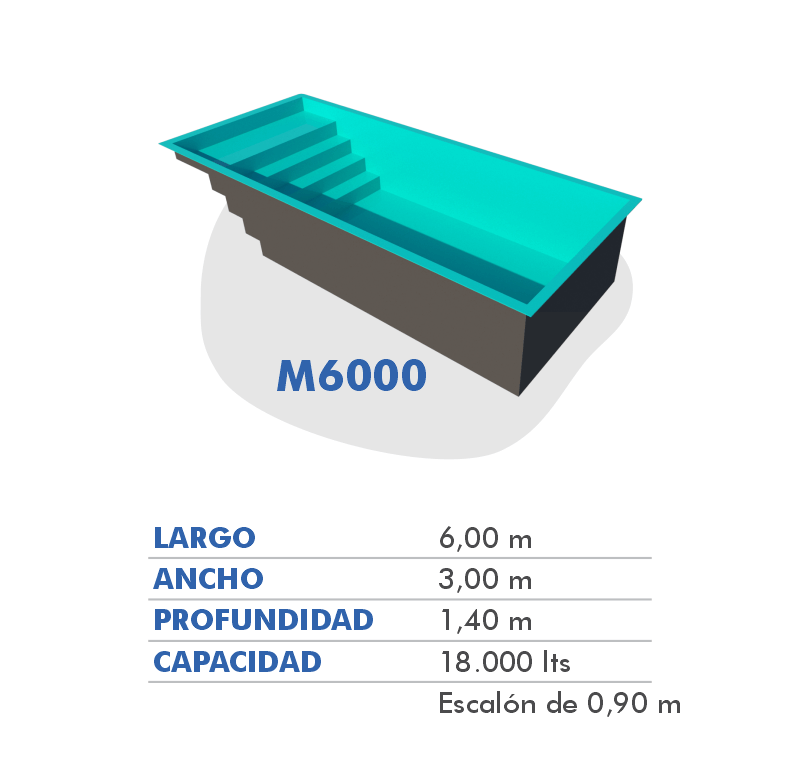 M6000
LARGO 6,00 m
ANCHO 3,00 m
PROFUNDIDAD 1,40 m
CAPACIDAD 18.000 lts
Escalón de 0,90 m